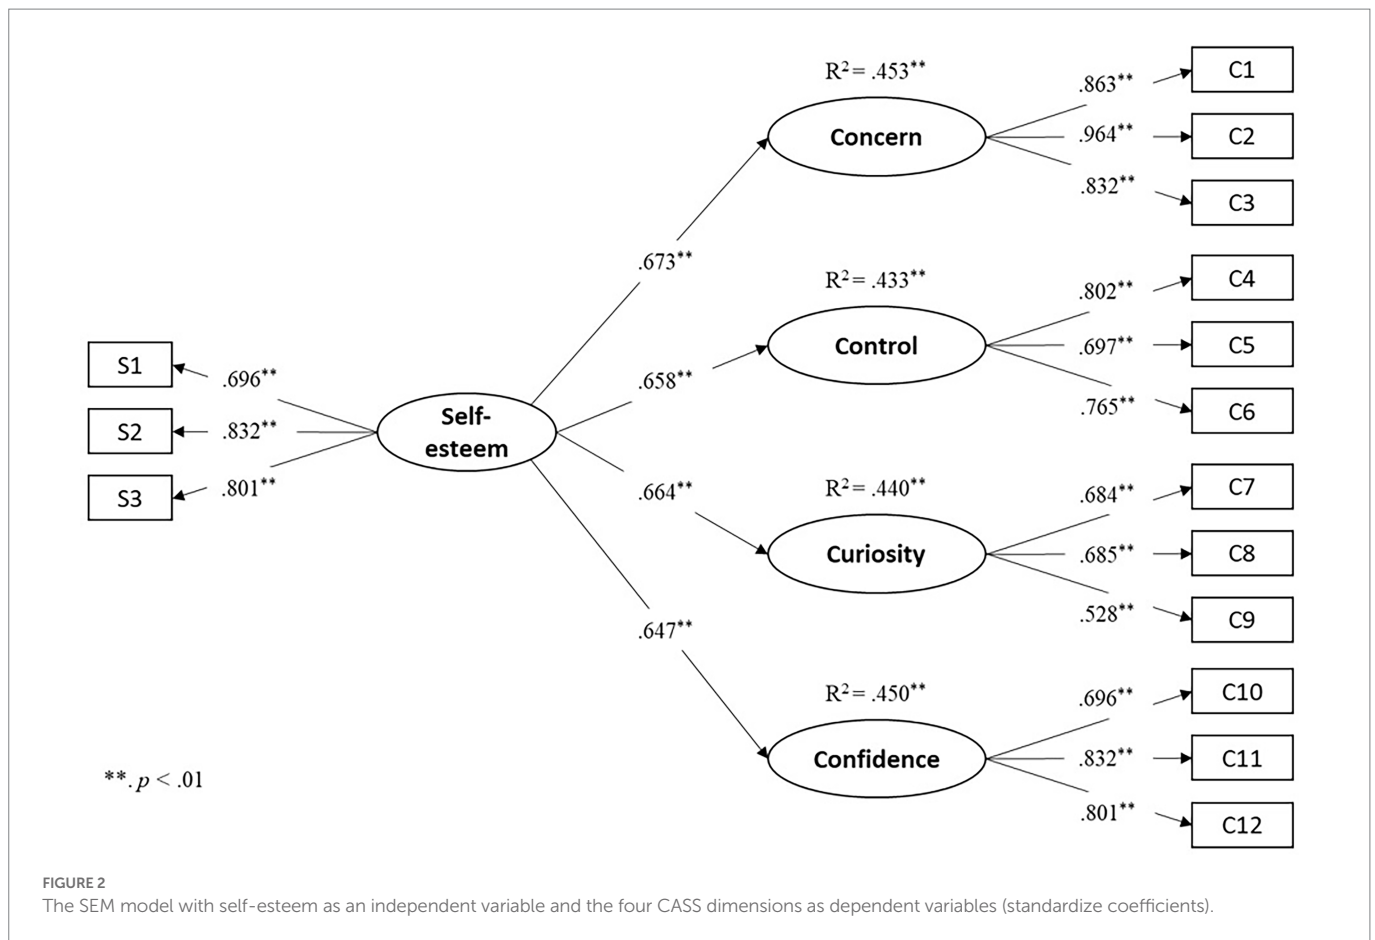 R² = .453**
Concern
.863**
C1
.964**
C2
.832**
C3
.673**
R² = .433**
Control
.802**
C4
.697**
C5
.765**
C6
S1
.696**
S2
.832**
S3
.801**
Self-
esteem
.658**
.664**
R² = .440**
Curiosity
.684**
C7
.685**
C8
.528**
C9
.647**
R² = .450**
Confidence
.696**
C10
.832**
C11
.801**
C12
**. p < .01
FIGURE 2
The SEM model with self-esteem as an independent variable and the four CASS dimensions as dependent variables (standardize coefficients).